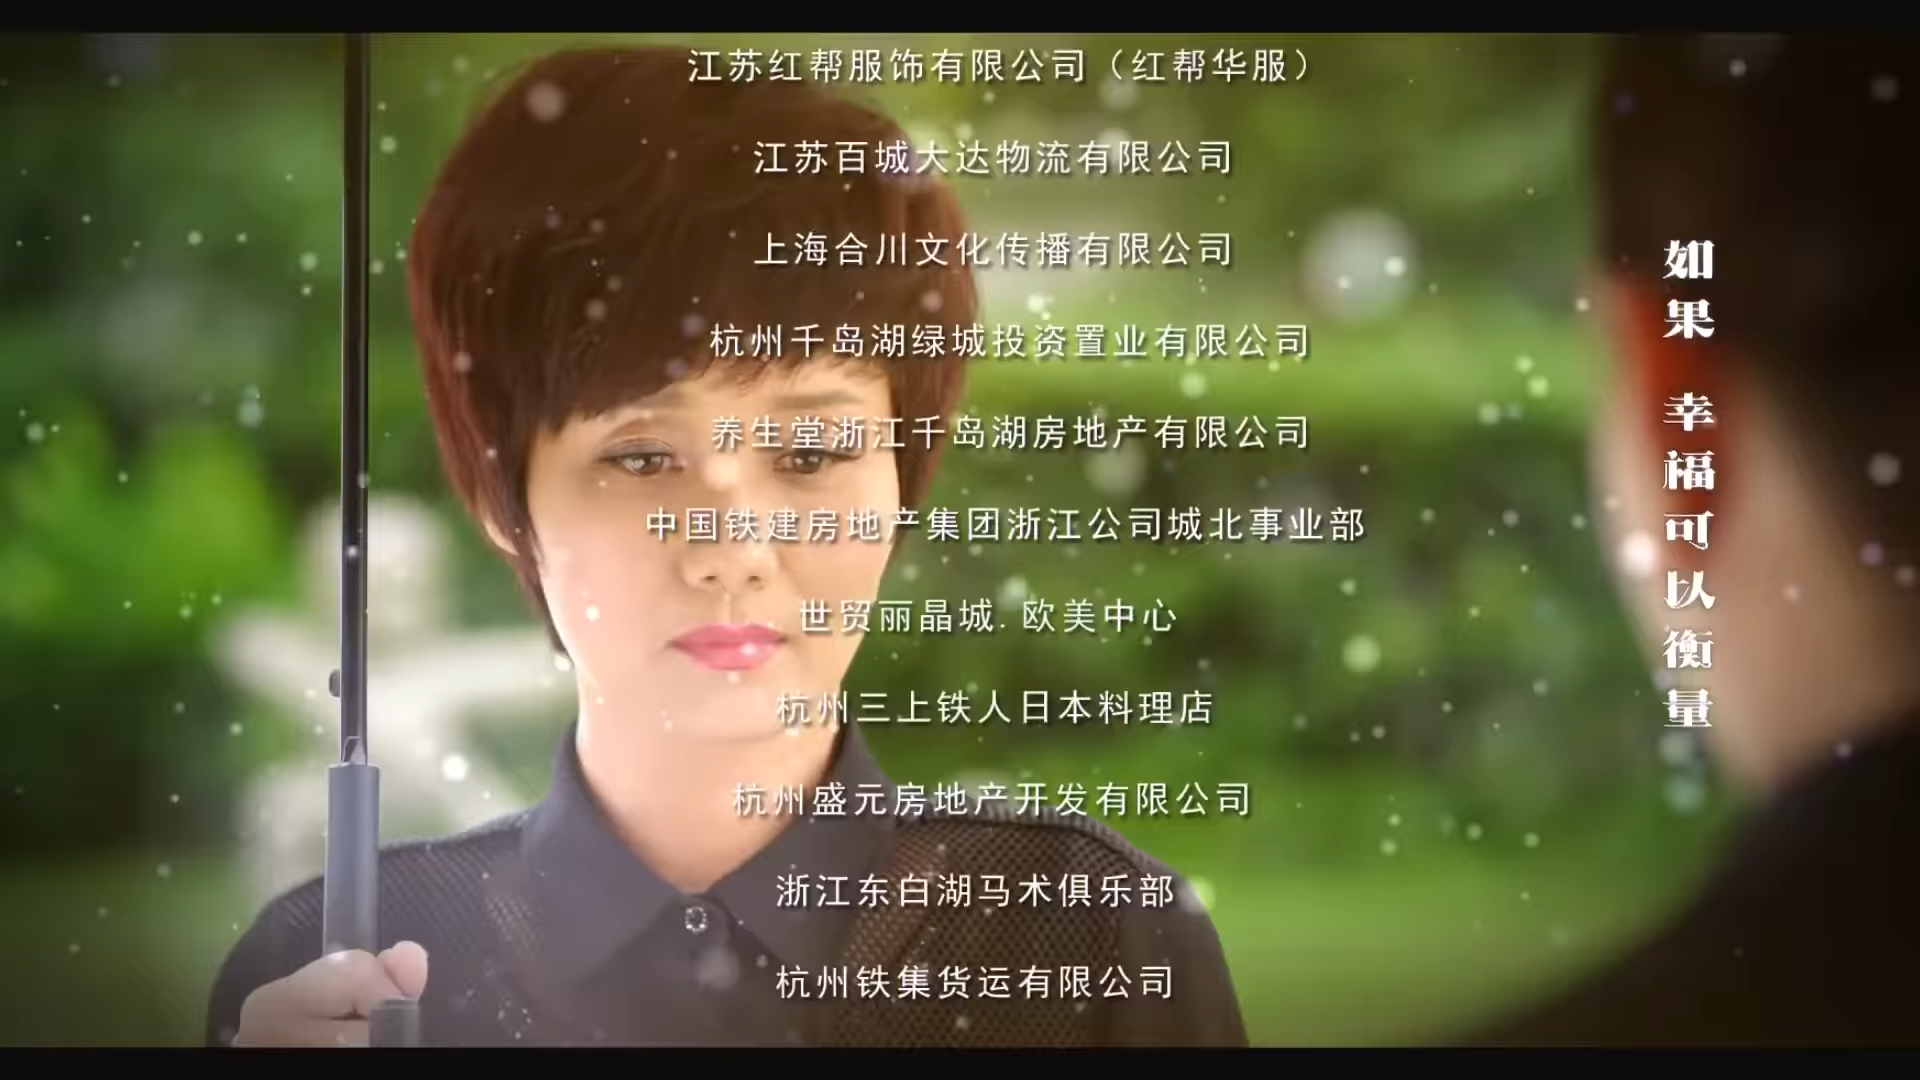 江苏红帮服饰有限公司（红帮华服）
江苏百城大达物流有限公司
上海合川文化传播有限公司
杭州千岛湖绿城投资置业有限公司
养生堂浙江千岛湖房地产有限公司
中国铁建房地产集团浙江公司城北事业部
世贸丽晶城.欧美中心
杭州三上铁人日本料理店
杭州盛元房地产开发有限公司
浙江东白湖马术俱乐部
杭州铁集货运有限公司
如果 幸福可以衡量